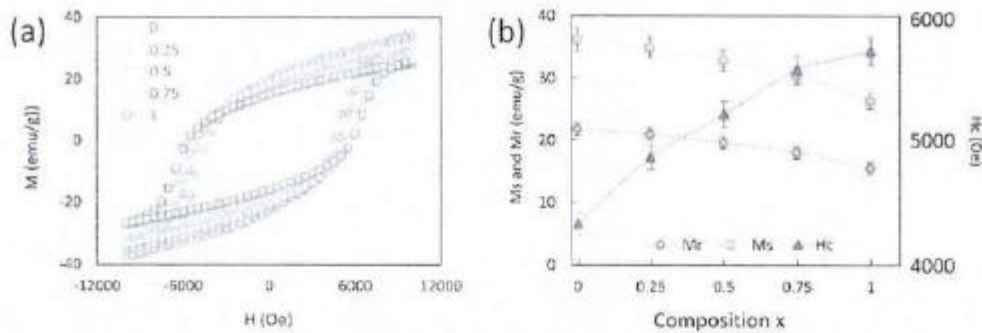 (a)
0
0.25
0.5
0.75
1
40
20
0
-20
-40
M (emu/g)
-12000 -6000 0 6000 12000
H (Oe)
(b)
40
30
20
10
0
Ms and Mr (emu/g)
6000
5000
4000
Hc (Oe)
Mr Ms Hc
0 0.25 0.5 0.75 1
Composition x